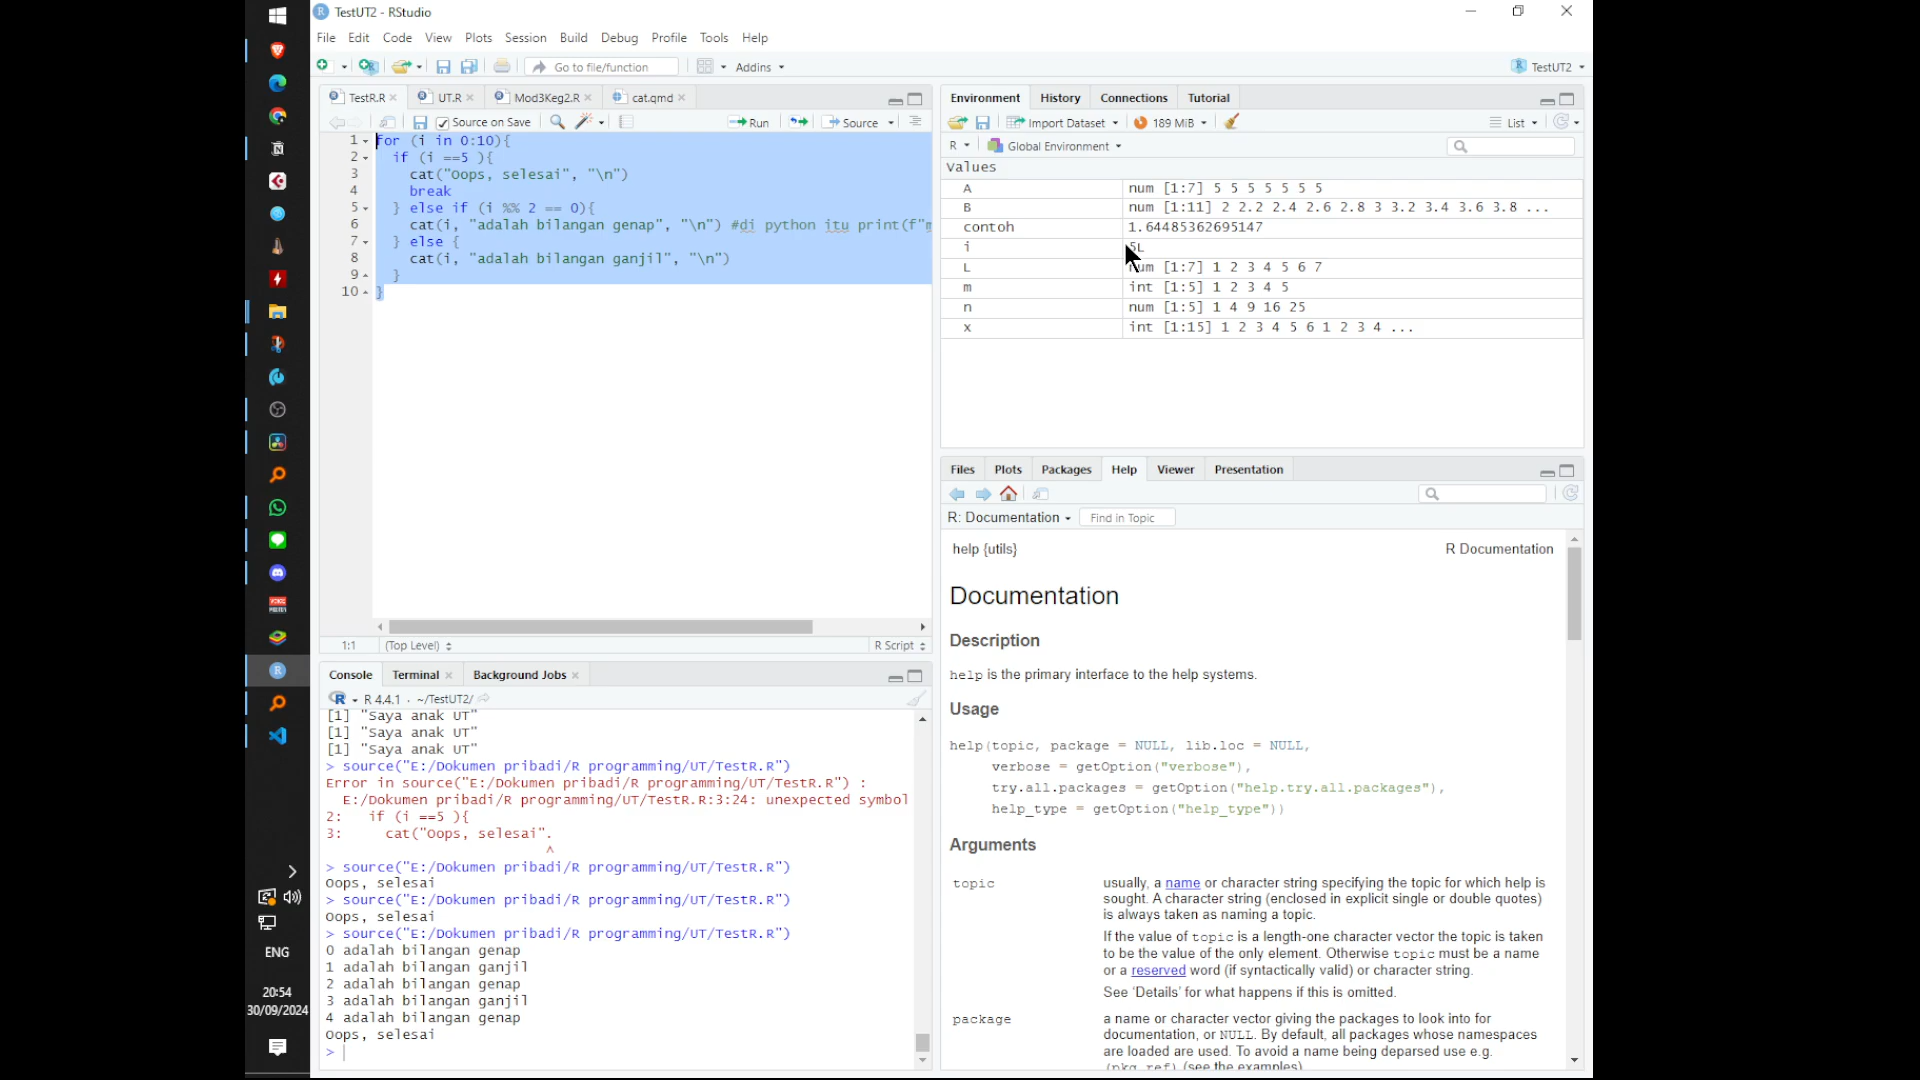 TestUT2 - RStudio
File Edit Code View Plots Session Build Debug Profile Tools Help
Go to file/function Addins TestUT2
TestR.R UT.R Mod3Keg2.R cat.qmd
Source on Save Run Source
1 for (i in 0:10){
2 if (i ==5 ){
3 cat("Oops, selesai", "\n")
4 break
5 } else if (i %% 2 == 0){
6 cat(i, "adalah bilangan genap", "\n") #di python itu print(f"
7 } else {
8 cat(i, "adalah bilangan ganjil", "\n")
9 }
10 }
1:1 (Top Level) R Script
Console Terminal Background Jobs
R 4.4.1 · ~/TestUT2/
[1] "Saya anak UT"
[1] "Saya anak UT"
[1] "Saya anak UT"
> source("E:/Dokumen pribadi/R programming/UT/TestR.R")
Error in source("E:/Dokumen pribadi/R programming/UT/TestR.R") :
E:/Dokumen pribadi/R programming/UT/TestR.R:3:24: unexpected symbol
2: if (i ==5 ){
3: cat("Oops, selesai".
^
> source("E:/Dokumen pribadi/R programming/UT/TestR.R")
Oops, selesai
> source("E:/Dokumen pribadi/R programming/UT/TestR.R")
Oops, selesai
> source("E:/Dokumen pribadi/R programming/UT/TestR.R")
0 adalah bilangan genap
1 adalah bilangan ganjil
2 adalah bilangan genap
3 adalah bilangan ganjil
4 adalah bilangan genap
Oops, selesai
>
Environment History Connections Tutorial
Import Dataset 189 MiB List
R Global Environment
Values
A num [1:7] 5 5 5 5 5 5 5
B num [1:11] 2 2.2 2.4 2.6 2.8 3 3.2 3.4 3.6 3.8 ...
contoh 1.64485362695147
i 5L
L num [1:7] 1 2 3 4 5 6 7
m int [1:5] 1 2 3 4 5
n num [1:5] 1 4 9 16 25
x int [1:15] 1 2 3 4 5 6 1 2 3 4 ...
Files Plots Packages Help Viewer Presentation
R: Documentation Find in Topic
help {utils} R Documentation
Documentation
Description
help is the primary interface to the help systems.
Usage
help(topic, package = NULL, lib.loc = NULL,
verbose = getOption("verbose"),
try.all.packages = getOption("help.try.all.packages"),
help_type = getOption("help_type"))
Arguments
topic usually, a name or character string specifying the topic for which help is
sought. A character string (enclosed in explicit single or double quotes)
is always taken as naming a topic.
If the value of topic is a length-one character vector the topic is taken
to be the value of the only element. Otherwise topic must be a name
or a reserved word (if syntactically valid) or character string.
See ‘Details’ for what happens if this is omitted.
package a name or character vector giving the packages to look into for
documentation, or NULL. By default, all packages whose namespaces
are loaded are used. To avoid a name being deparsed use e.g.
(pkg_ref) (see the examples)
ENG
20:54
30/09/2024